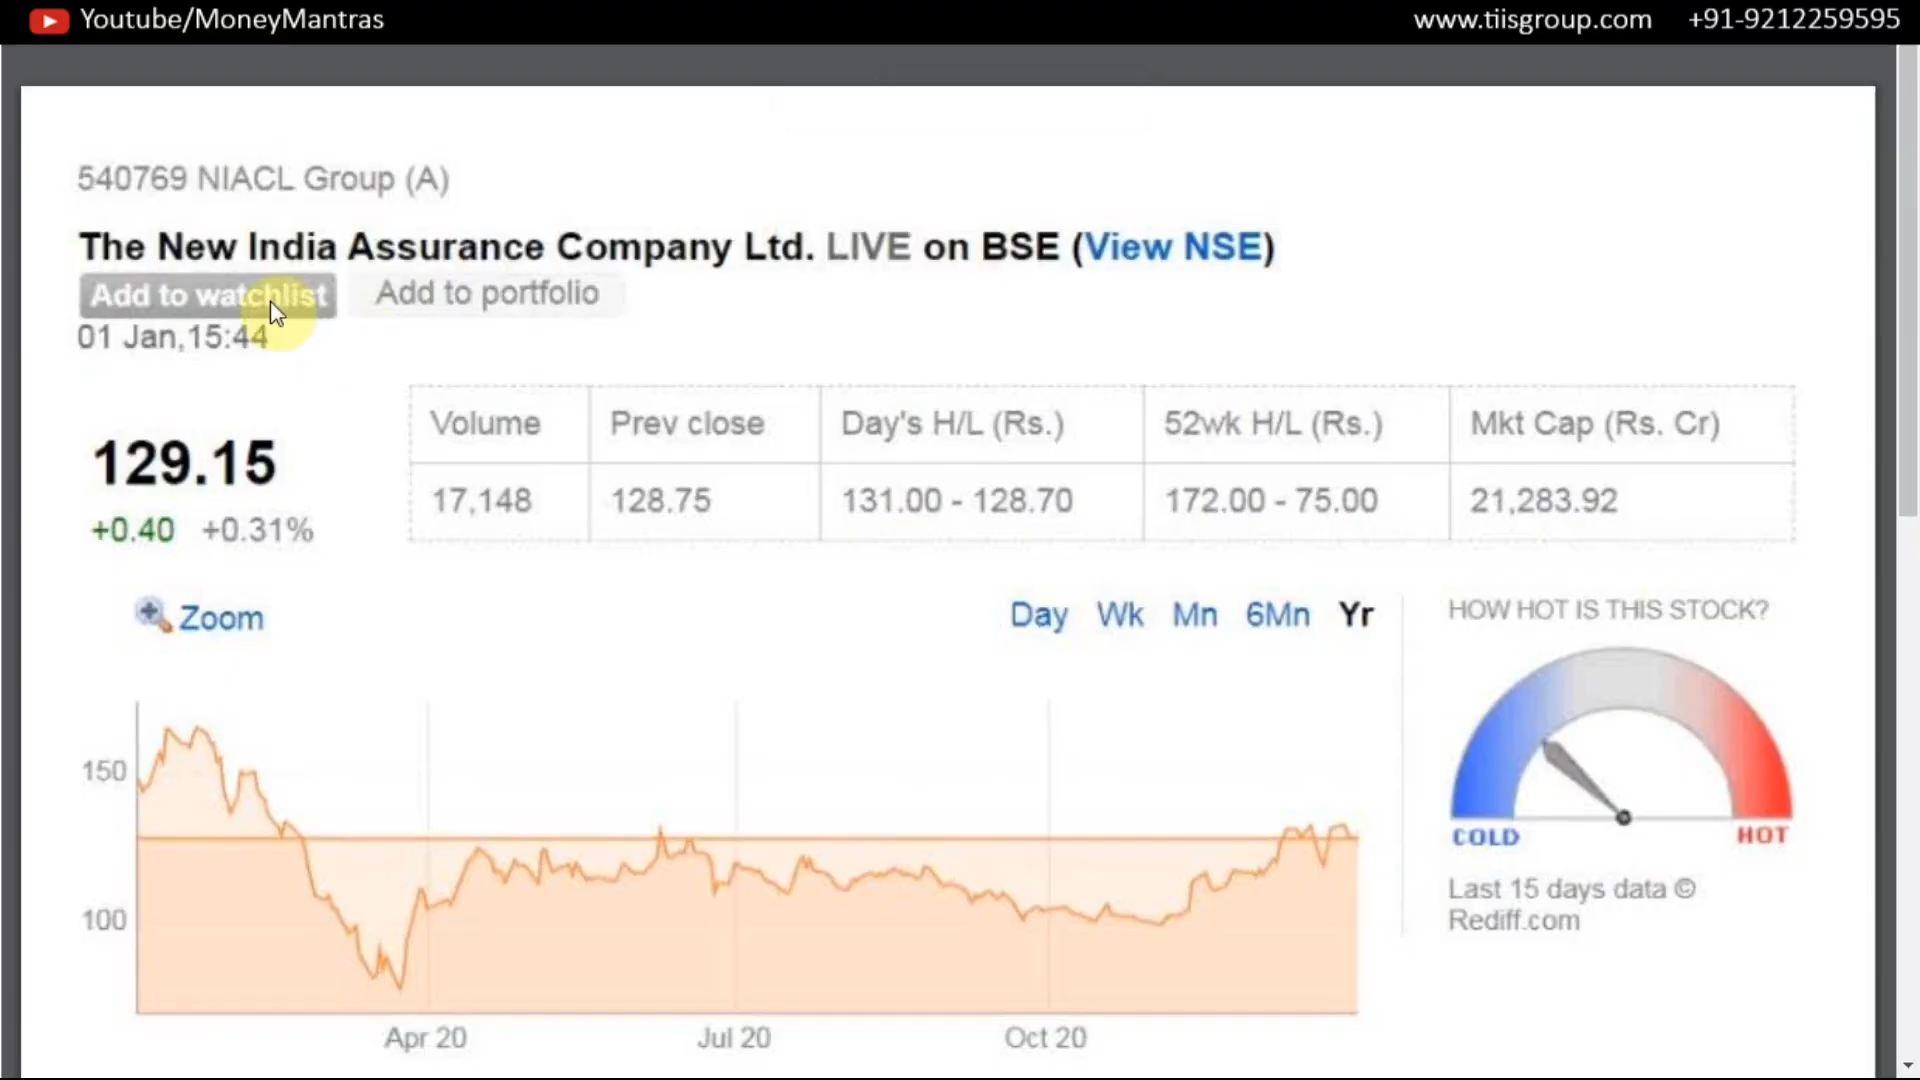 Youtube/MoneyMantras
www.tiisgroup.com +91-9212259595
540769 NIACL Group (A)
The New India Assurance Company Ltd. LIVE on BSE (View NSE)
Add to watchlist Add to portfolio
01 Jan,15:44
Volume Prev close Day's H/L (Rs.) 52wk H/L (Rs.) Mkt Cap (Rs. Cr)
129.15
17,148 128.75 131.00 - 128.70 172.00 - 75.00 21,283.92
+0.40 +0.31%
Zoom
Day Wk Mn 6Mn Yr
HOW HOT IS THIS STOCK?
150
100
Apr 20 Jul 20 Oct 20
COLD HOT
Last 15 days data ©
Rediff.com